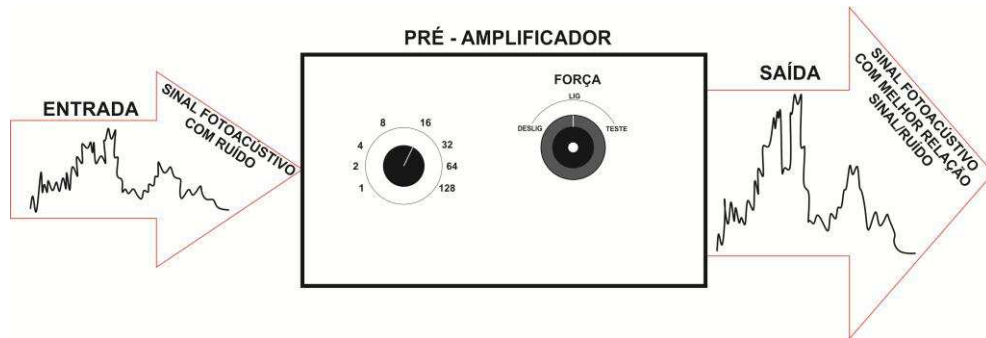 PRÉ - AMPLIFICADOR
ENTRADA
SINAL FOTOACÚSTIVO
COM RUÍDO
8
16
4
32
2
64
1
128
FORÇA
LIG
DESLIG
TESTE
SAÍDA
SINAL FOTOACÚSTIVO
COM MELHOR RELAÇÃO
SINAL/RUÍDO